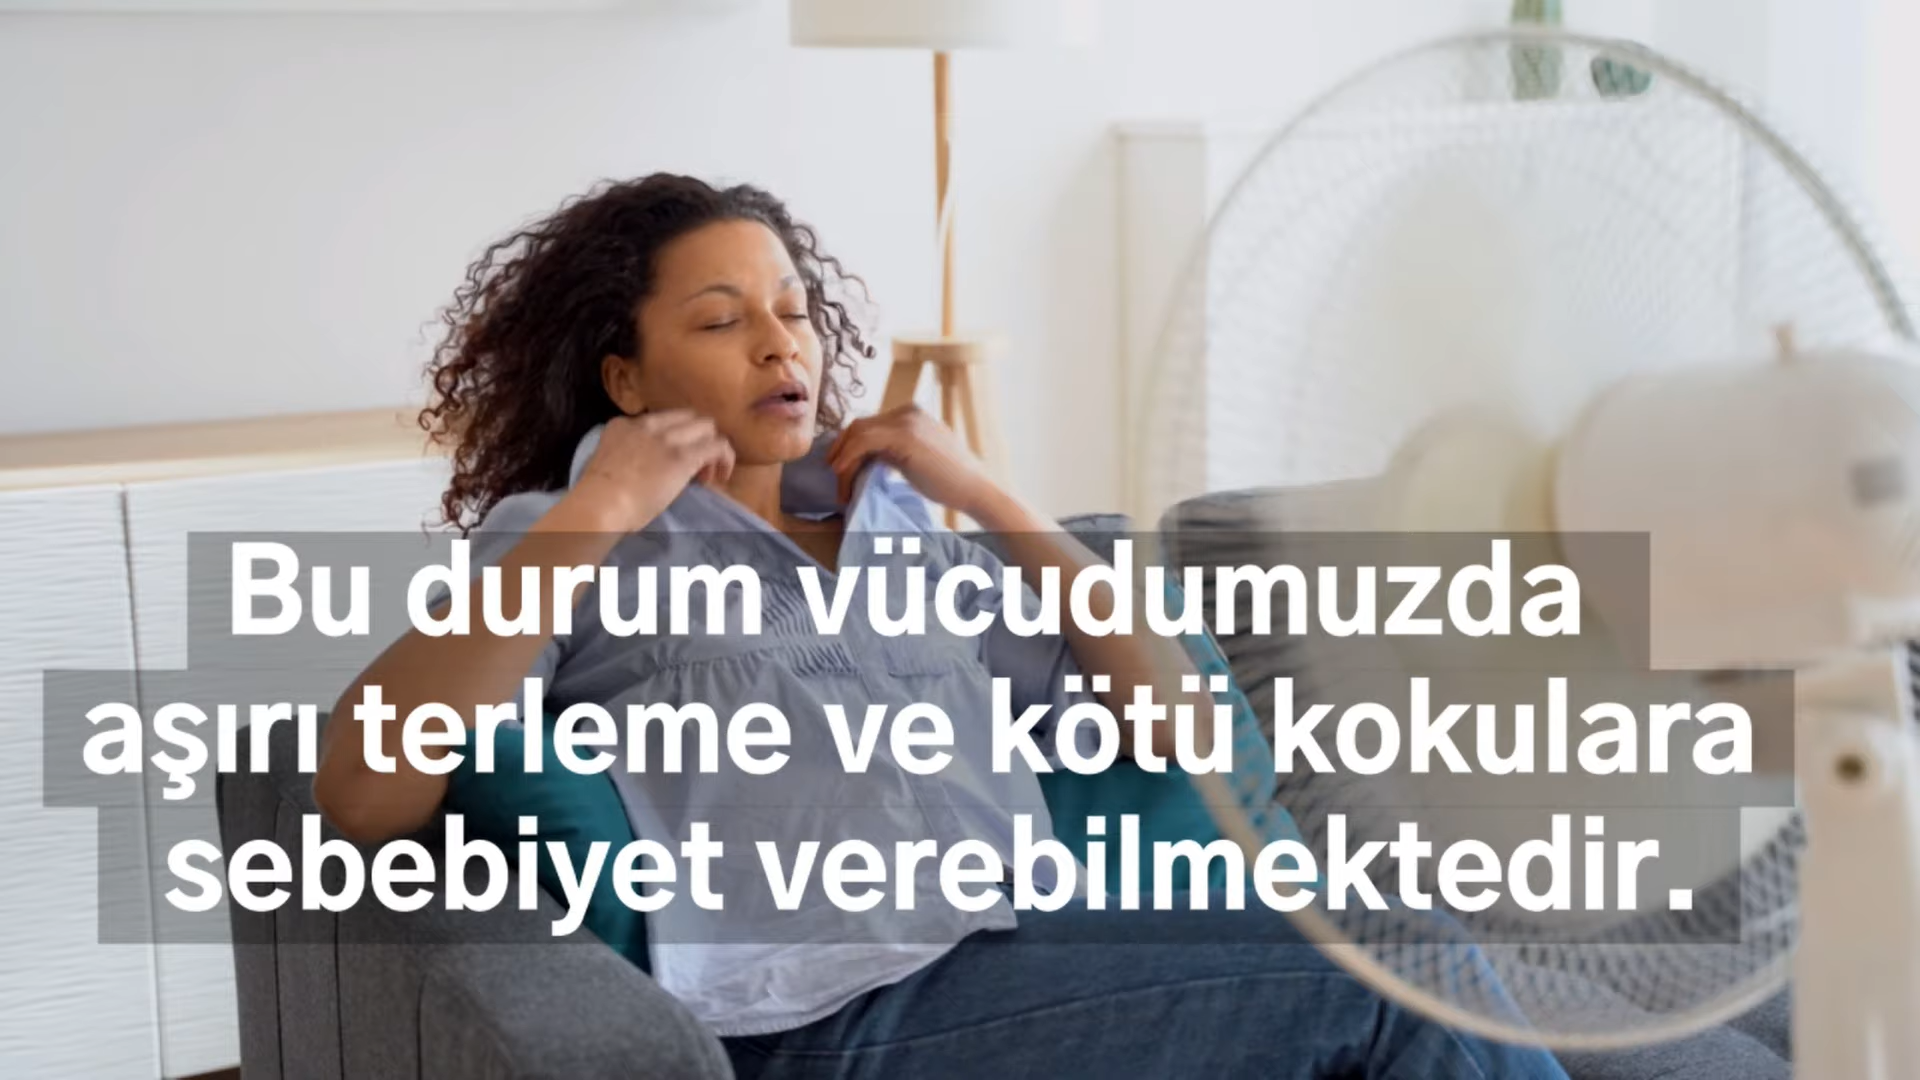 Bu durum vücudumuzda
aşırı terleme ve kötü kokulara
sebebiyet verebilmektedir.